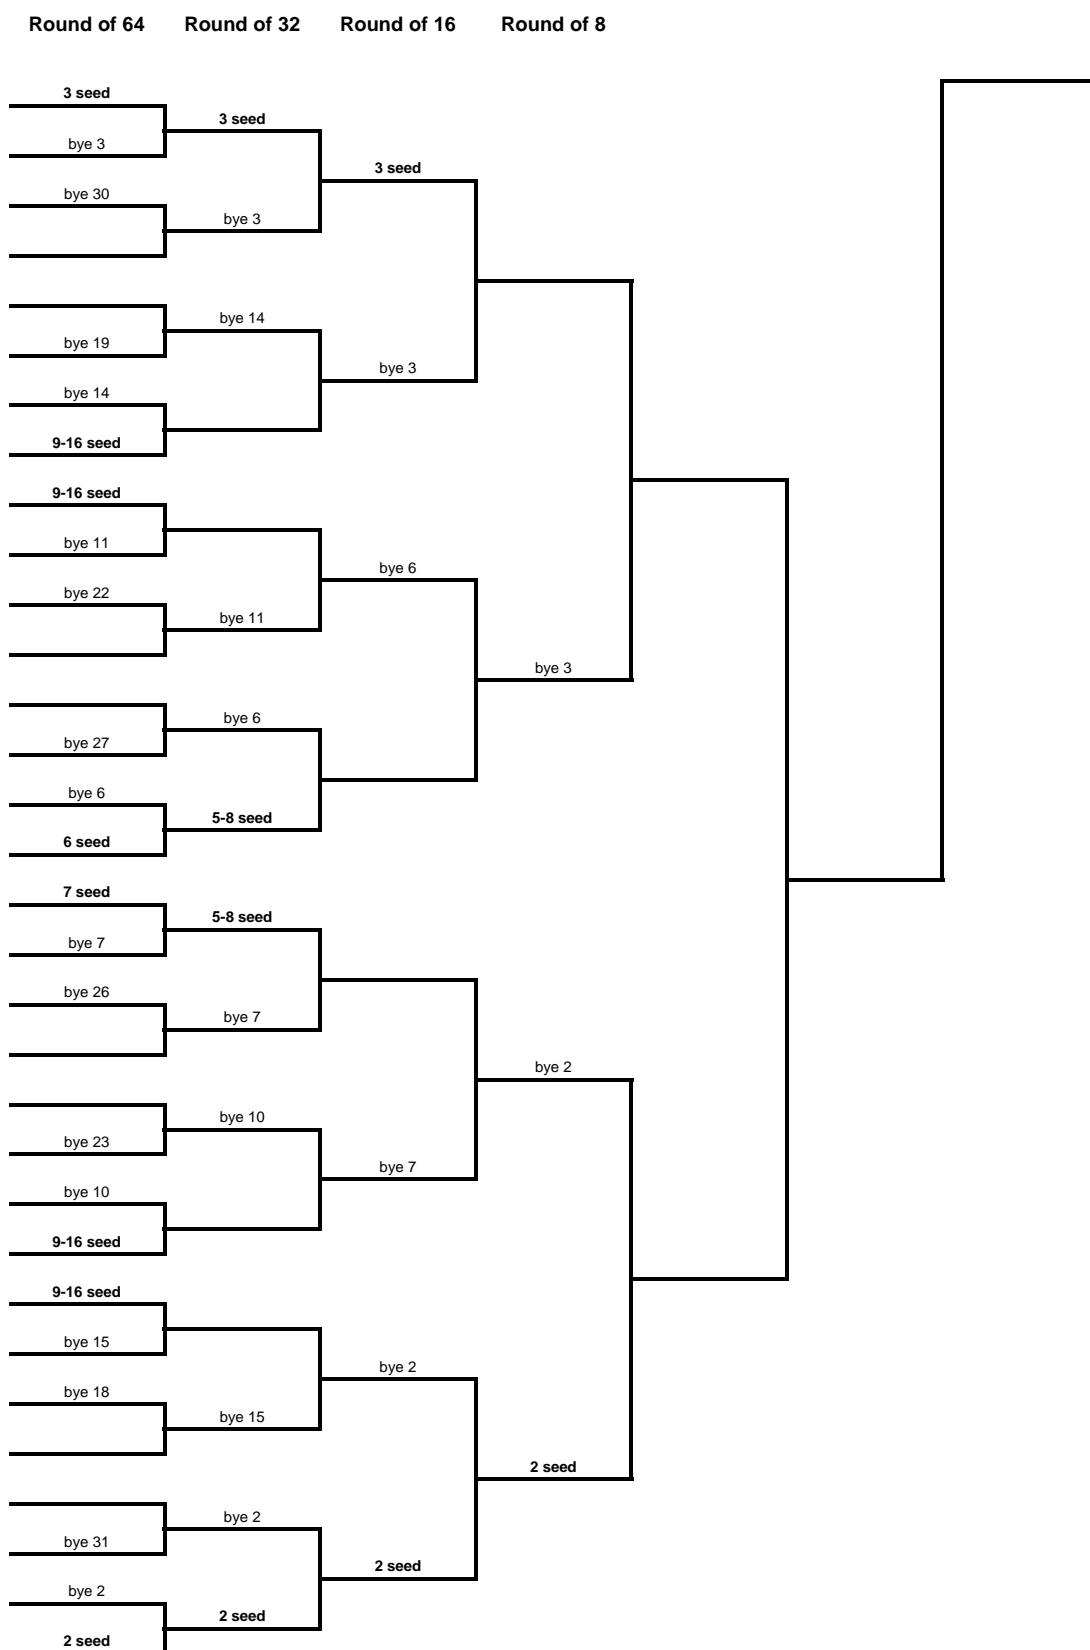 Round of 64 Round of 32 Round of 16 Round of 8
3 seed
3 seed
bye 3
3 seed
bye 30
bye 3
bye 14
bye 19
bye 3
bye 14
9-16 seed
9-16 seed
bye 11
bye 6
bye 22
bye 11
bye 3
bye 6
bye 27
bye 6
5-8 seed
6 seed
7 seed
5-8 seed
bye 7
bye 26
bye 7
bye 2
bye 10
bye 23
bye 7
bye 10
9-16 seed
9-16 seed
bye 15
bye 2
bye 18
bye 15
2 seed
bye 2
bye 31
2 seed
bye 2
2 seed
2 seed